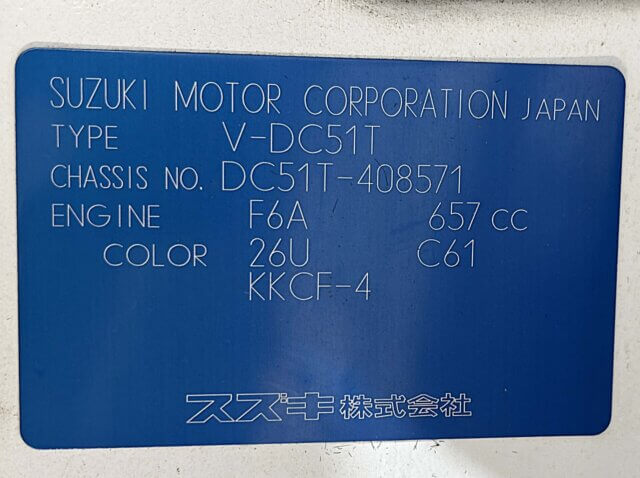 SUZUKI MOTOR CORPORATION JAPAN
TYPE V-DC51T
CHASSIS NO. DC51T-408571
ENGINE F6A 657 cc
COLOR 26U C61
KKCF-4
スズキ株式会社